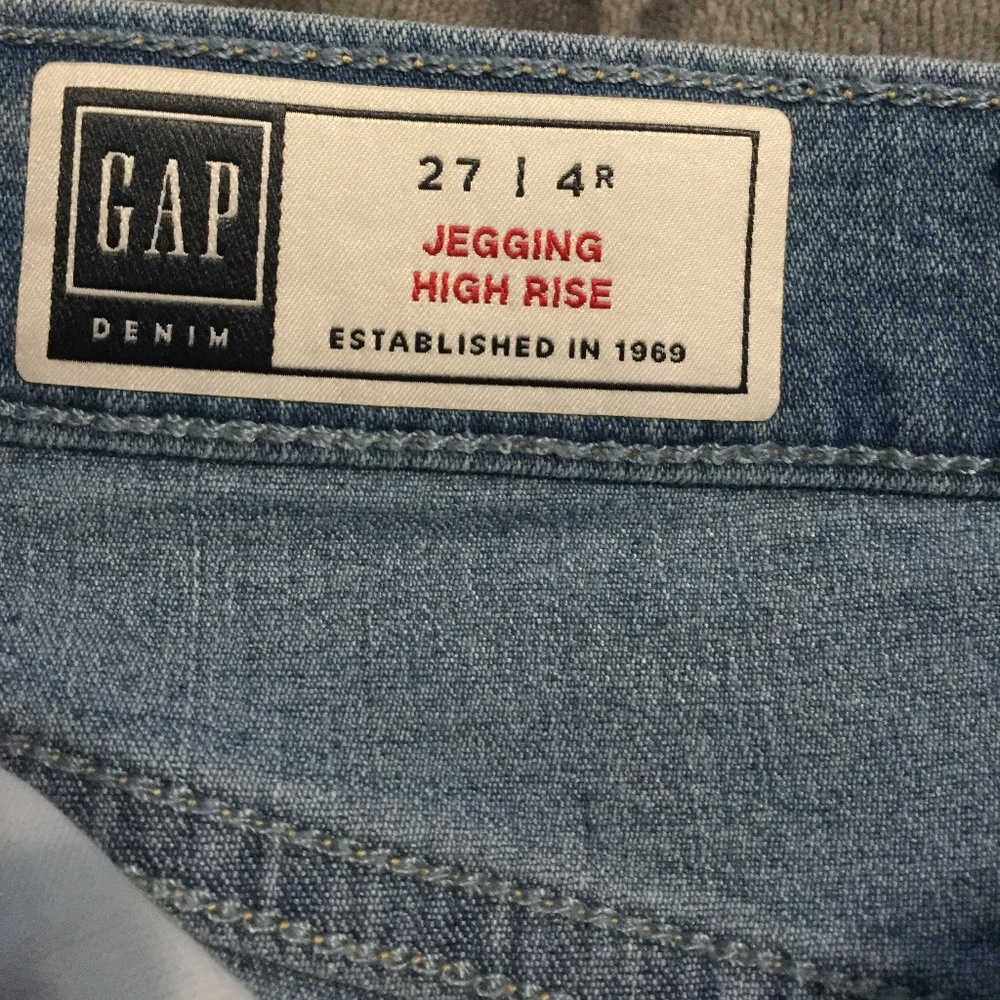 GAP
DENIM
27 | 4R
JEGGING
HIGH RISE
ESTABLISHED IN 1969